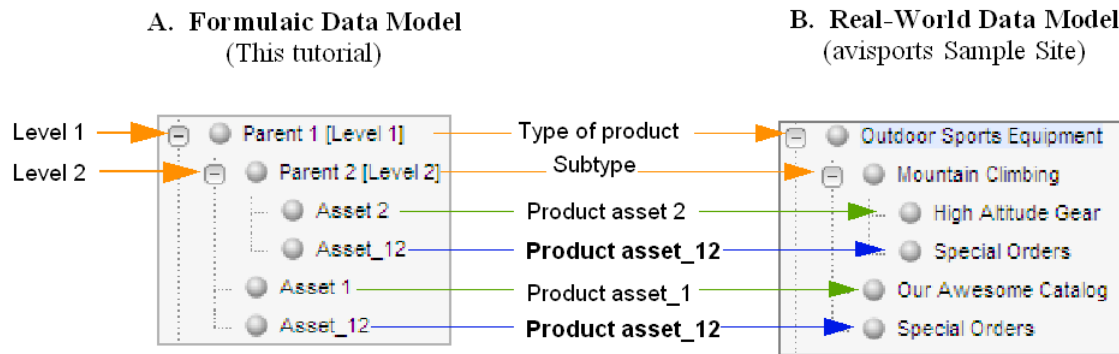 A. Formulaic Data Model
(This tutorial)
B. Real-World Data Model
(avisports Sample Site)
Level 1
Parent 1 [Level 1]
Type of product
Outdoor Sports Equipment
Level 2
Parent 2 [Level 2]
Subtype
Mountain Climbing
Asset 2
Product asset 2
High Altitude Gear
Asset_12
Product asset_12
Special Orders
Asset 1
Product asset_1
Our Awesome Catalog
Asset_12
Product asset_12
Special Orders